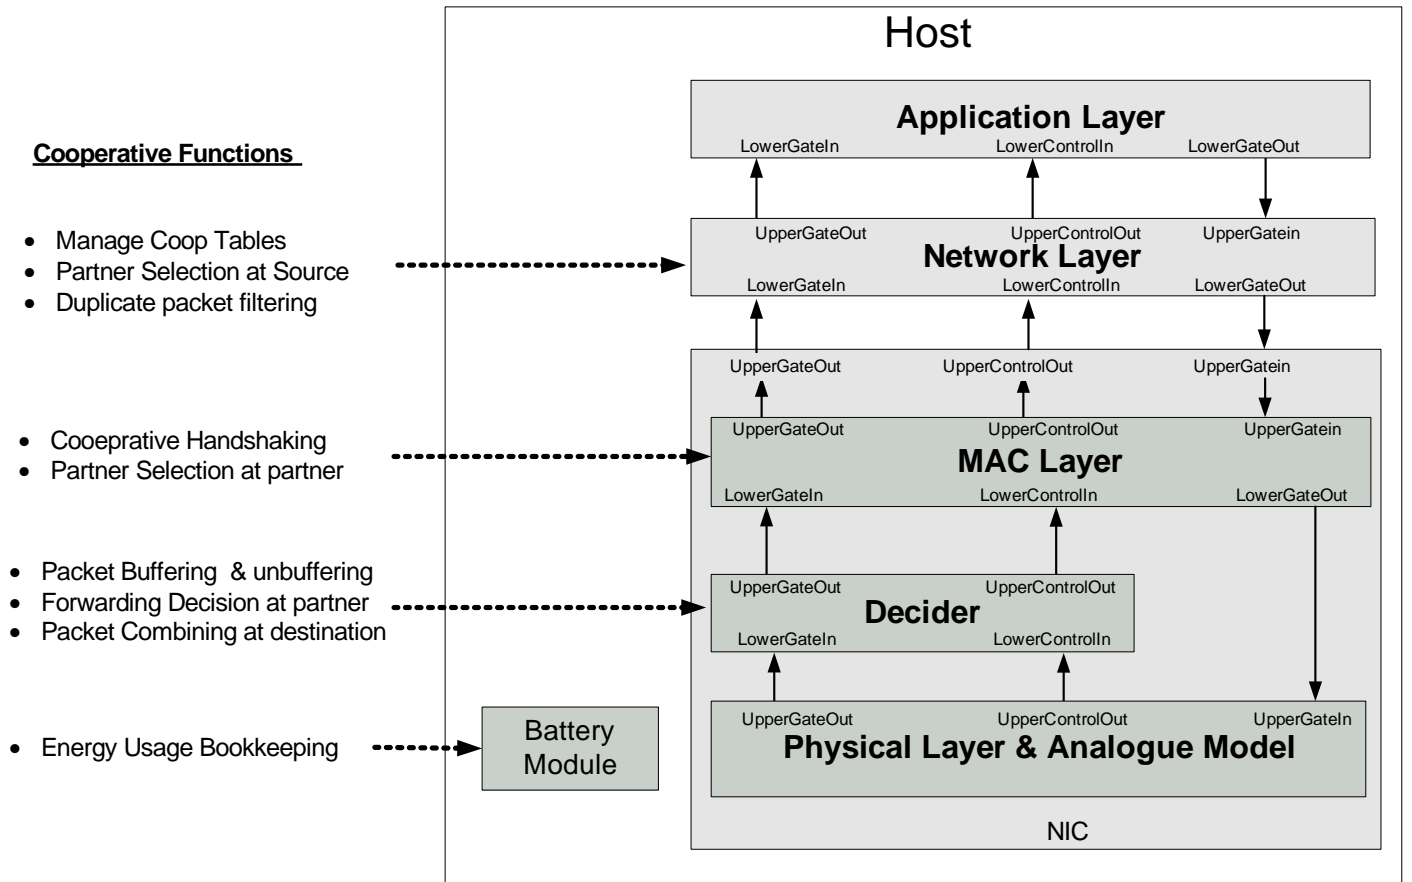 Host
Application Layer
LowerGateIn LowerControlIn LowerGateOut
Cooperative Functions
• Manage Coop Tables
• Partner Selection at Source
• Duplicate packet filtering
UpperGateOut UpperControlOut UpperGatein
Network Layer
LowerGateIn LowerControlIn LowerGateOut
UpperGateOut UpperControlOut UpperGatein
• Cooeprative Handshaking
• Partner Selection at partner
UpperGateOut UpperControlOut UpperGatein
MAC Layer
LowerGateIn LowerControlIn LowerGateOut
• Packet Buffering & unbuffering
• Forwarding Decision at partner
• Packet Combining at destination
UpperGateOut UpperControlOut
Decider
LowerGateIn LowerControlIn
• Energy Usage Bookkeeping
Battery
Module
UpperGateOut UpperControlOut UpperGateIn
Physical Layer & Analogue Model
NIC